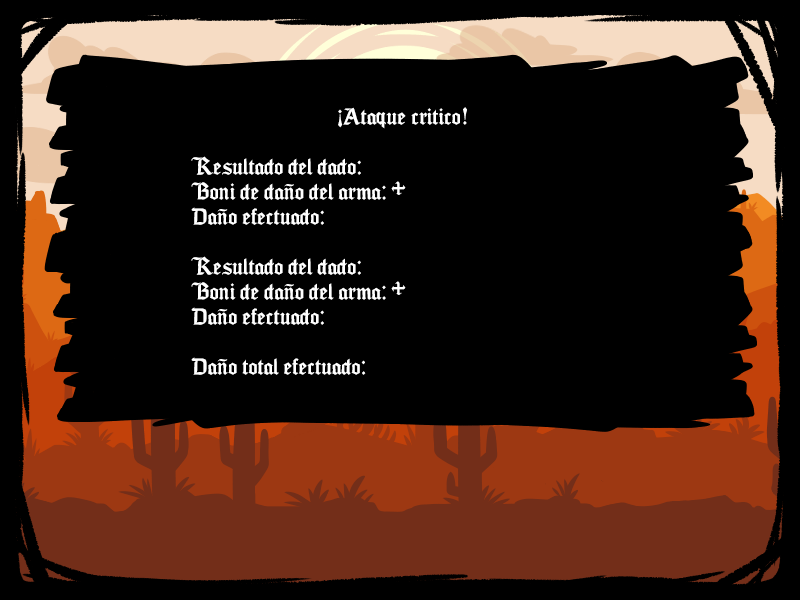 ¡Ataque critico!
Resultado del dado:
Boni de daño del arma: +
Daño efectuado:
Resultado del dado:
Boni de daño del arma: +
Daño efectuado:
Daño total efectuado: